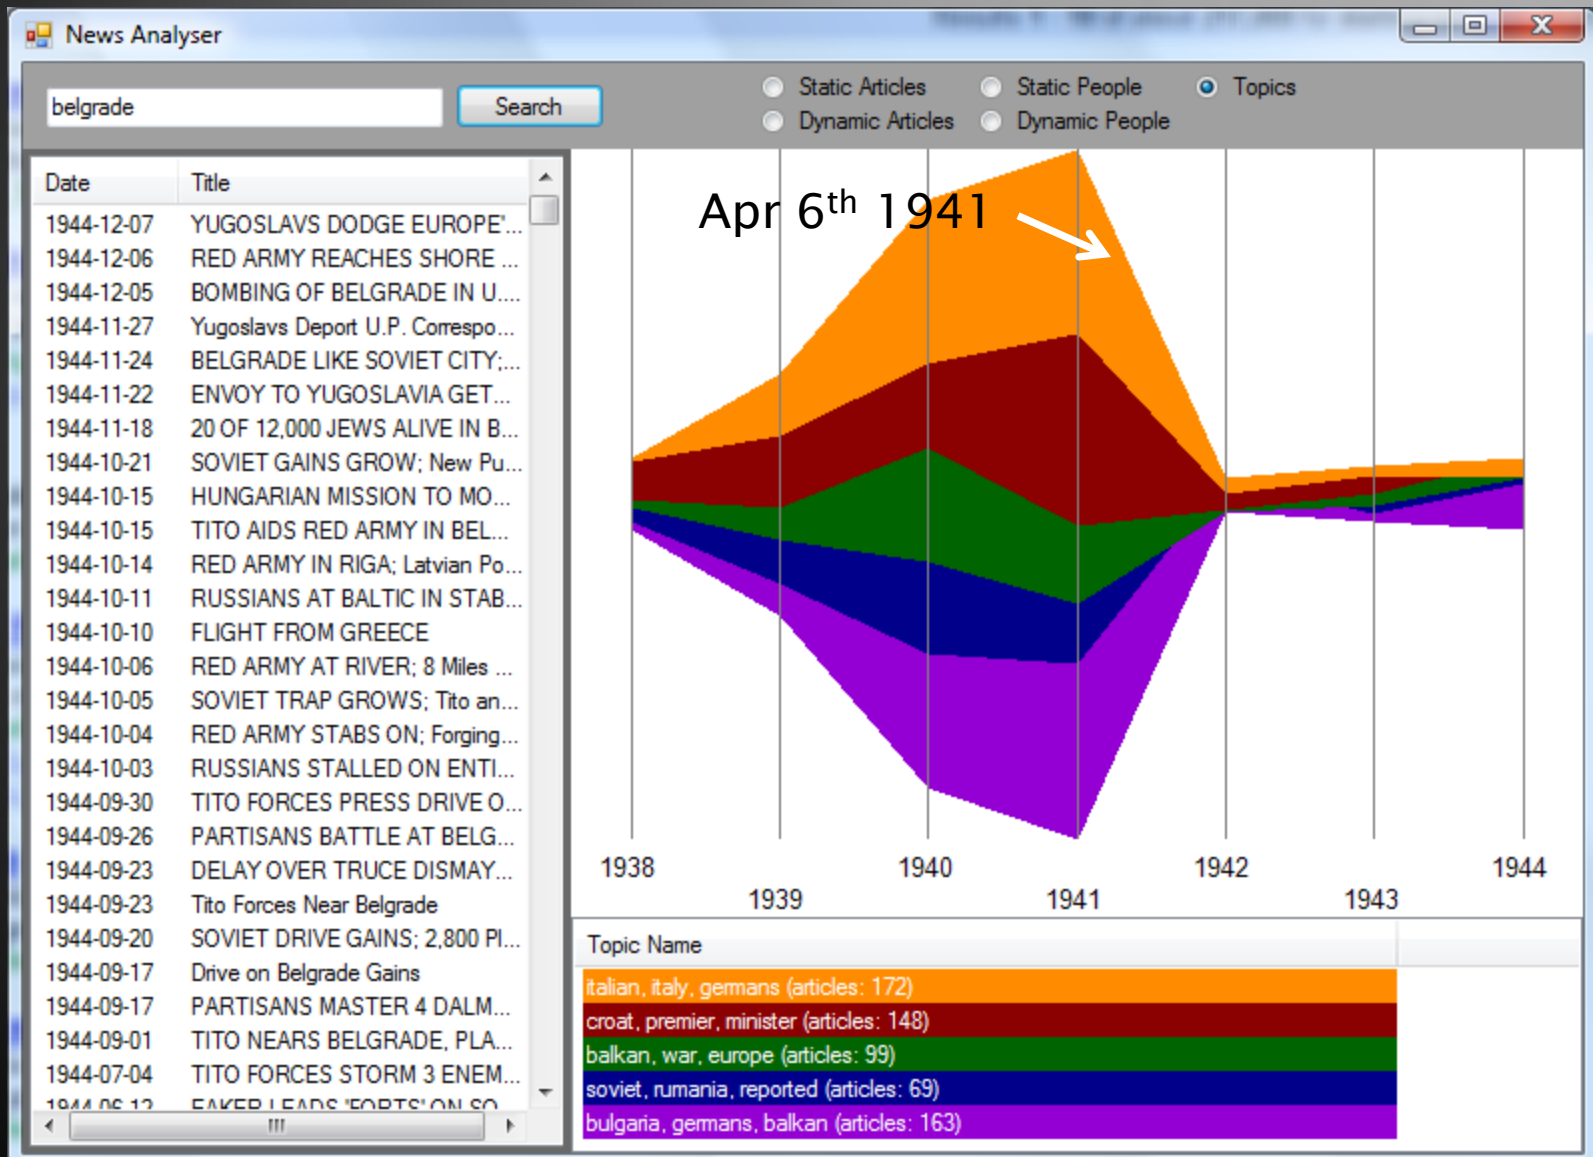 News Analyser
belgrade
Search
Static Articles
Static People
Topics
Dynamic Articles
Dynamic People
Date Title
1944-12-07 YUGOSLAVS DODGE EUROPE'...
1944-12-06 RED ARMY REACHES SHORE ...
1944-12-05 BOMBING OF BELGRADE IN U....
1944-11-27 Yugoslavs Deport U.P. Correspo...
1944-11-24 BELGRADE LIKE SOVIET CITY;...
1944-11-22 ENVOY TO YUGOSLAVIA GET...
1944-11-18 20 OF 12,000 JEWS ALIVE IN B...
1944-10-21 SOVIET GAINS GROW; New Pu...
1944-10-15 HUNGARIAN MISSION TO MO...
1944-10-15 TITO AIDS RED ARMY IN BEL...
1944-10-14 RED ARMY IN RIGA; Latvian Po...
1944-10-11 RUSSIANS AT BALTIC IN STAB...
1944-10-10 FLIGHT FROM GREECE
1944-10-06 RED ARMY AT RIVER; 8 Miles ...
1944-10-05 SOVIET TRAP GROWS; Tito an...
1944-10-04 RED ARMY STABS ON; Forging...
1944-10-03 RUSSIANS STALLED ON ENTI...
1944-09-30 TITO FORCES PRESS DRIVE O...
1944-09-26 PARTISANS BATTLE AT BELG...
1944-09-23 DELAY OVER TRUCE DISMAY...
1944-09-23 Tito Forces Near Belgrade
1944-09-20 SOVIET DRIVE GAINS; 2,800 Pl...
1944-09-17 Drive on Belgrade Gains
1944-09-17 PARTISANS MASTER 4 DALM...
1944-09-01 TITO NEARS BELGRADE, PLA...
1944-07-04 TITO FORCES STORM 3 ENEM...
1944-06-12 EAKER LEADS 'FORTS' ON SO...
Apr 6th 1941
1938
1939
1940
1941
1942
1943
1944
Topic Name
italian, italy, germans (articles: 172)
croat, premier, minister (articles: 148)
balkan, war, europe (articles: 99)
soviet, rumania, reported (articles: 69)
bulgaria, germans, balkan (articles: 163)